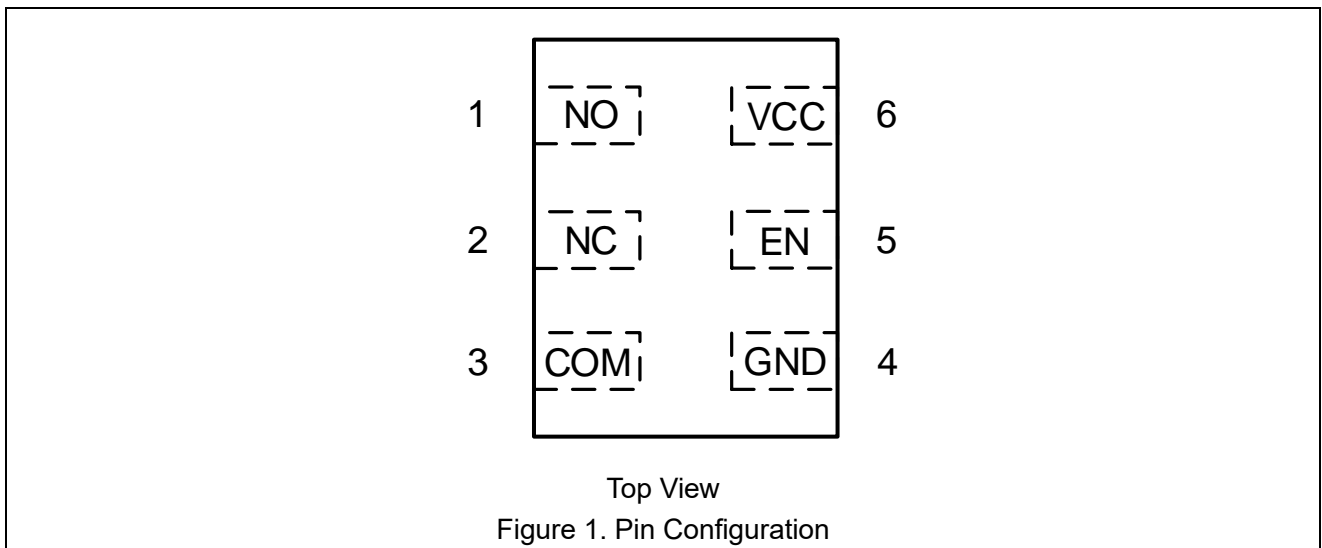 1 NO VCC 6
2 NC EN 5
3 COM GND 4
Top View
Figure 1. Pin Configuration